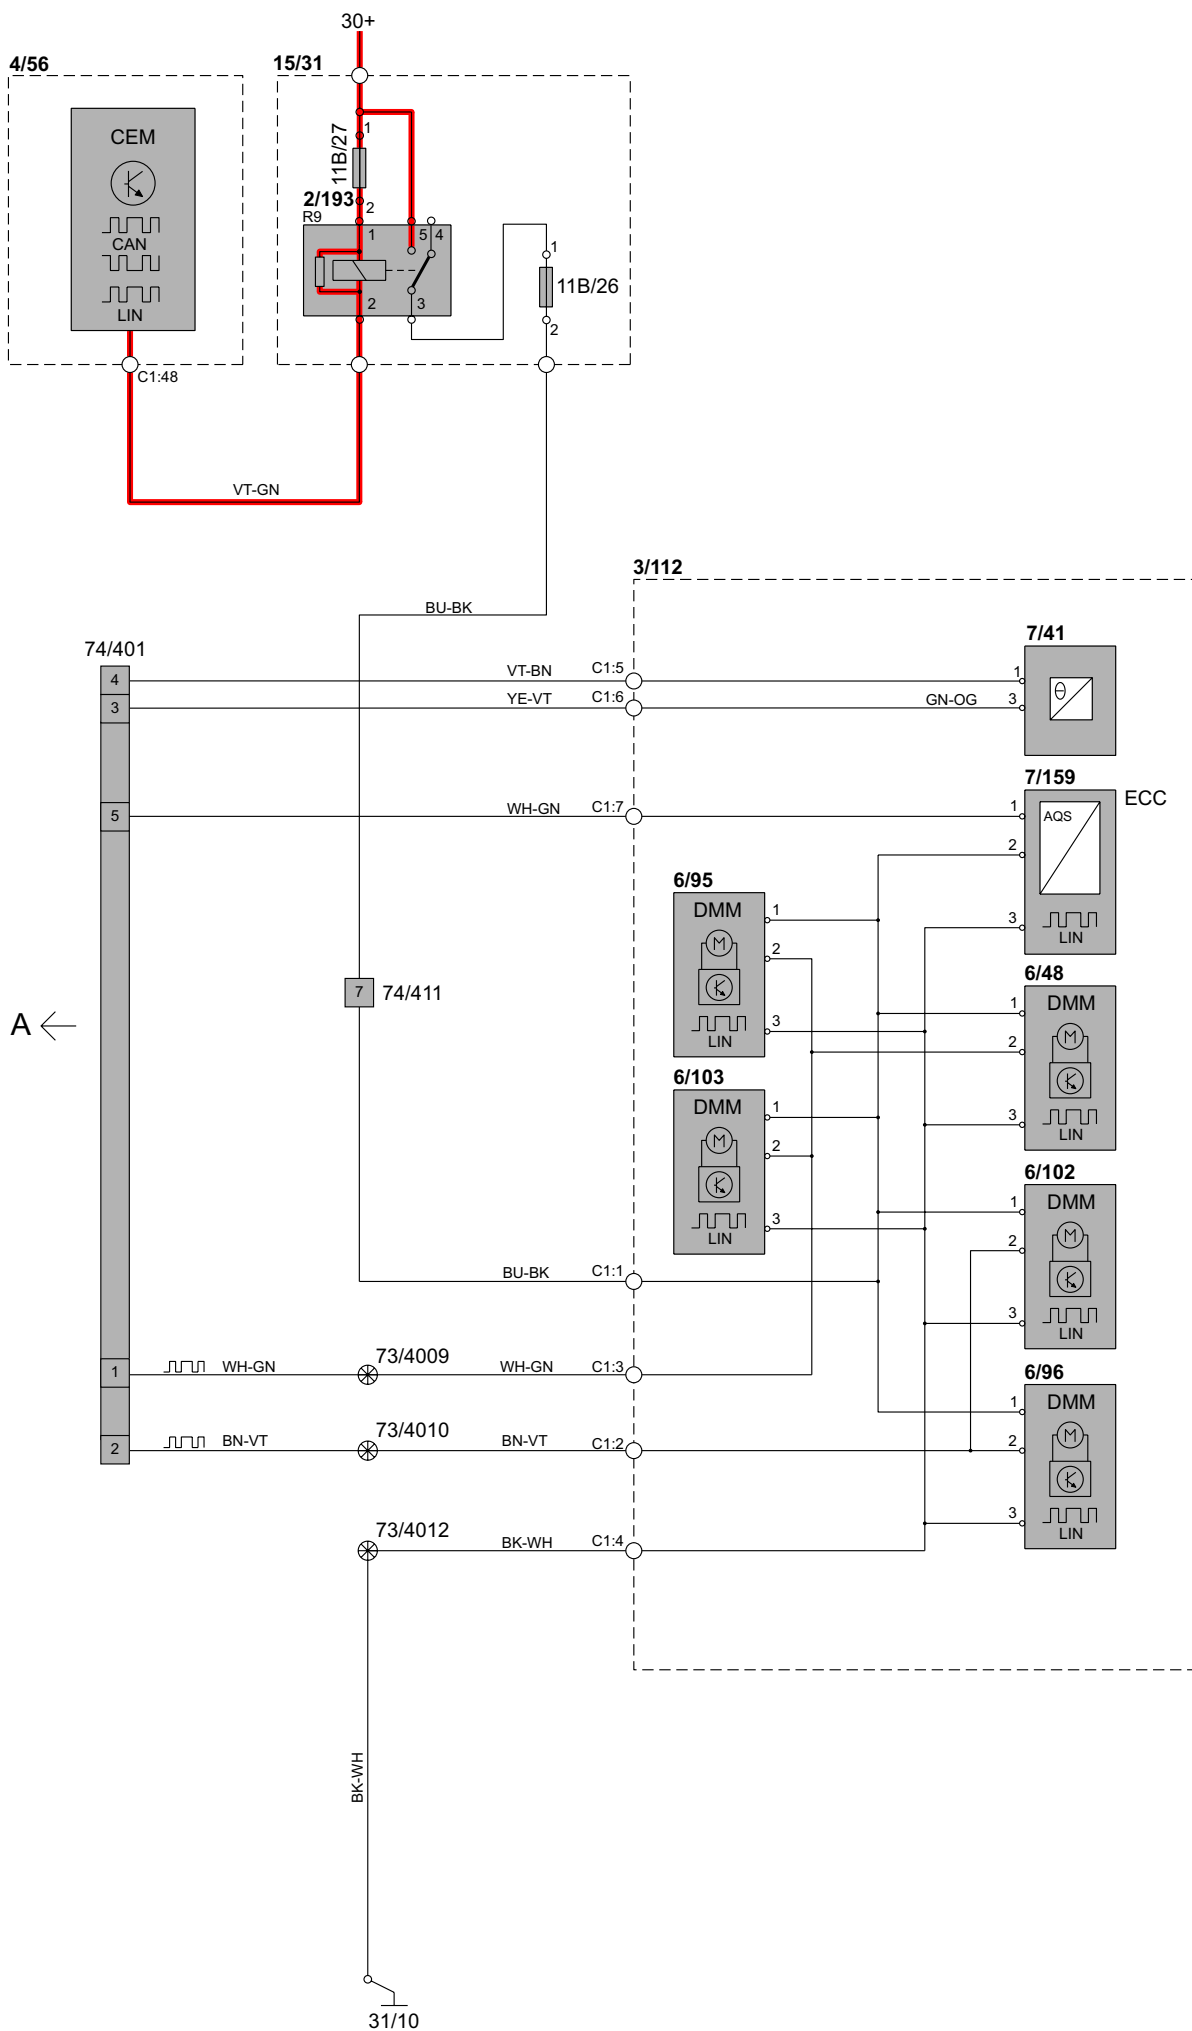 30+
4/56
15/31
CEM
CAN
LIN
C1:48
1
11B/27
2/193
2
R9
1
5
4
2
3
1
11B/26
2
VT-GN
3/112
BU-BK
7/41
74/401
4
VT-BN
C1:5
1
3
YE-VT
C1:6
GN-OG
3
θ
7/159
ECC
5
WH-GN
C1:7
1
AQS
2
3
LIN
6/95
DMM
1
M
2
3
LIN
6/48
DMM
1
M
2
3
LIN
7
74/411
A
6/103
DMM
1
M
2
3
LIN
6/102
DMM
1
M
2
3
LIN
BU-BK
C1:1
1
WH-GN
73/4009
WH-GN
C1:3
6/96
DMM
1
M
2
3
LIN
2
BN-VT
73/4010
BN-VT
C1:2
73/4012
BK-WH
C1:4
BK-WH
31/10